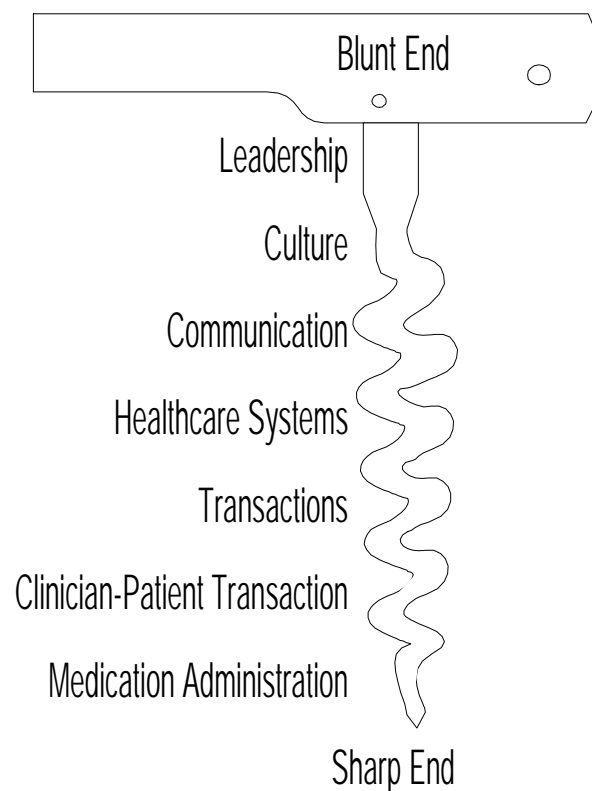 Blunt End
Leadership
Culture
Communication
Healthcare Systems
Transactions
Clinician-Patient Transaction
Medication Administration
Sharp End